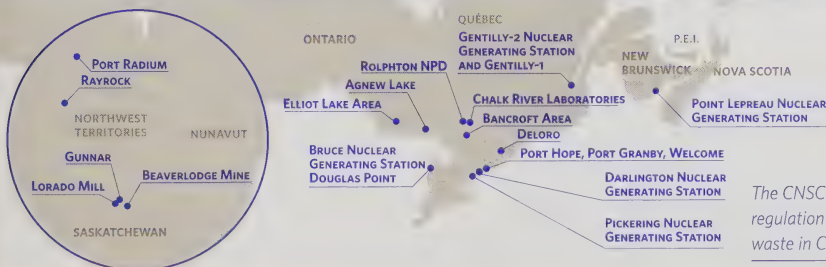 PORT RADIUM
RAYROCK
NORTHWEST
TERRITORIES
NUNAVUT
GUNNAR
LORADO MILL
BEAVERLODGE MINE
SASKATCHEWAN
ONTARIO
QUÉBEC
GENTILLY-2 NUCLEAR
GENERATING STATION
AND GENTILLY-1
P.E.I.
NEW
BRUNSWICK
NOVA SCOTIA
ROLPHTON NPD
AGNEW LAKE
ELLIOT LAKE AREA
CHALK RIVER LABORATORIES
BANCROFT AREA
DELORO
POINT LEPREAU NUCLEAR
GENERATING STATION
BRUCE NUCLEAR
GENERATING STATION
DOUGLAS POINT
PORT HOPE, PORT GRANBY, WELCOME
DARLINGTON NUCLEAR
GENERATING STATION
PICKERING NUCLEAR
GENERATING STATION
The CNSC
regulation
waste in C